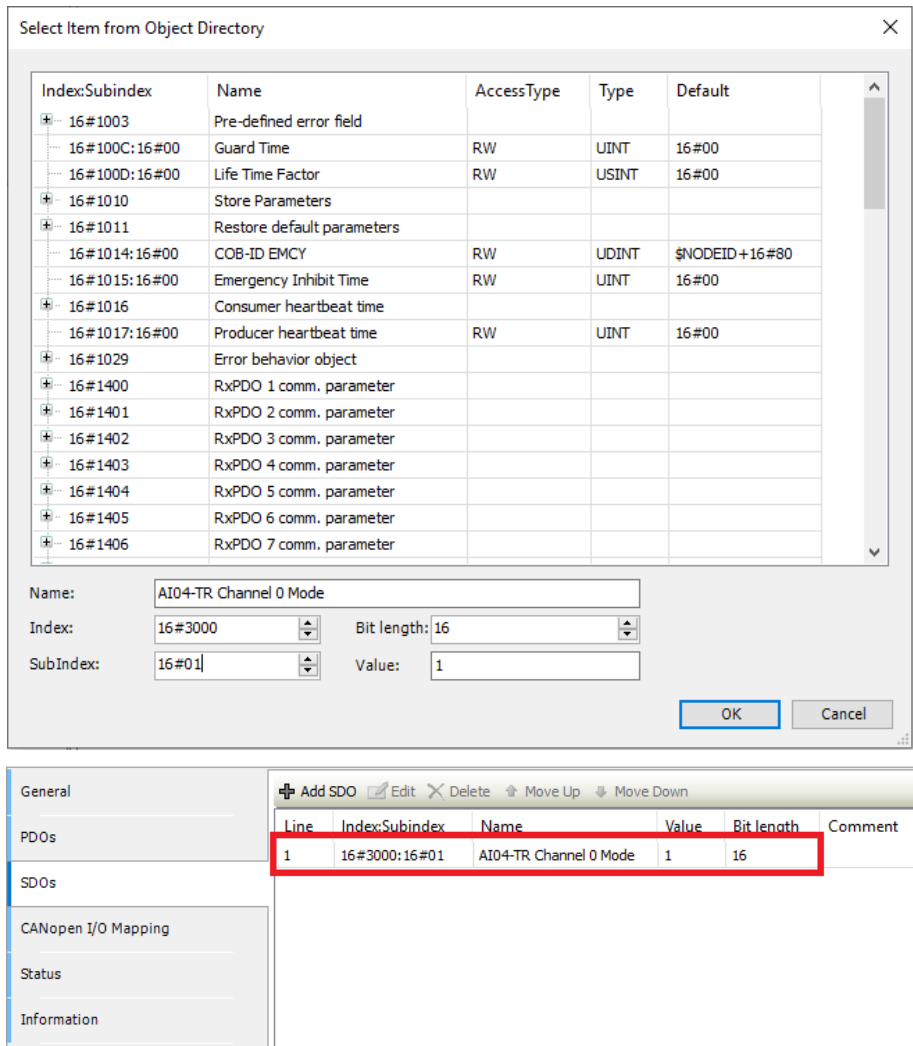 Select Item from Object Directory
Index:Subindex Name AccessType Type Default
16#1003 Pre-defined error field
16#100C:16#00 Guard Time RW UINT 16#00
16#100D:16#00 Life Time Factor RW USINT 16#00
16#1010 Store Parameters
16#1011 Restore default parameters
16#1014:16#00 COB-ID EMCY RW UDINT $NODEID+16#80
16#1015:16#00 Emergency Inhibit Time RW UINT 16#00
16#1016 Consumer heartbeat time
16#1017:16#00 Producer heartbeat time RW UINT 16#00
16#1029 Error behavior object
16#1400 RxPDO 1 comm. parameter
16#1401 RxPDO 2 comm. parameter
16#1402 RxPDO 3 comm. parameter
16#1403 RxPDO 4 comm. parameter
16#1404 RxPDO 5 comm. parameter
16#1405 RxPDO 6 comm. parameter
16#1406 RxPDO 7 comm. parameter
Name: AI04-TR Channel 0 Mode
Index: 16#3000 Bit length: 16
SubIndex: 16#01 Value: 1
OK Cancel
General
PDOs
SDOs
CANopen I/O Mapping
Status
Information
Add SDO Edit Delete Move Up Move Down
Line Index:Subindex Name Value Bit length Comment
1 16#3000:16#01 AI04-TR Channel 0 Mode 1 16